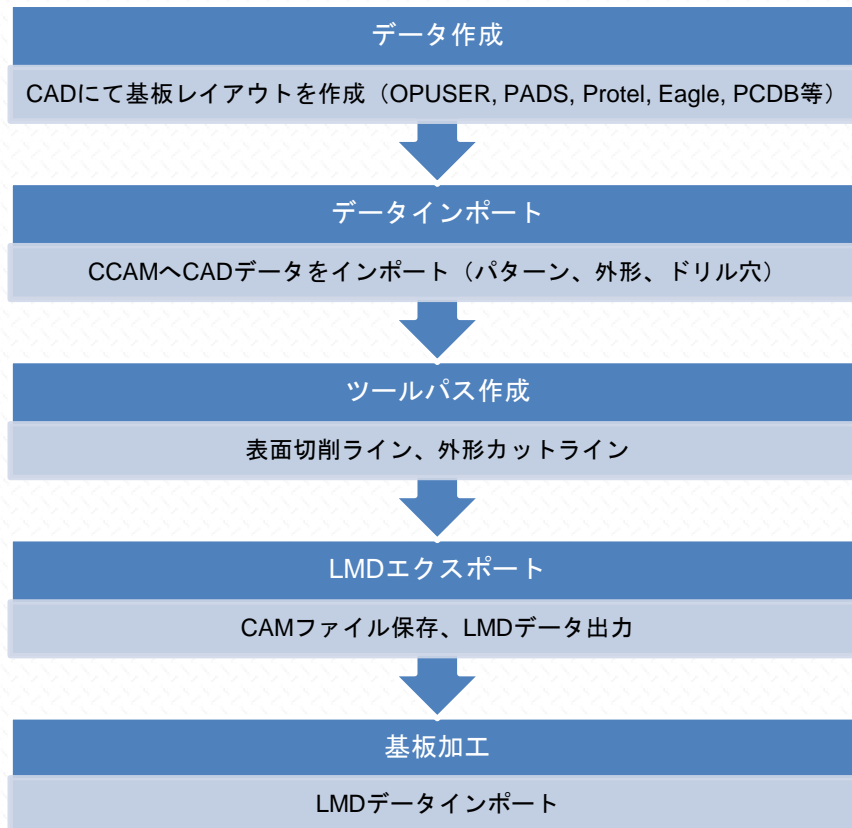 データ作成
CADにて基板レイアウトを作成（OPUSER, PADS, Protel, Eagle, PCDB等）
データインポート
CCAMへCADデータをインポート（パターン、外形、ドリル穴）
ツールパス作成
表面切削ライン、外形カットライン
LMDエクスポート
CAMファイル保存、LMDデータ出力
基板加工
LMDデータインポート